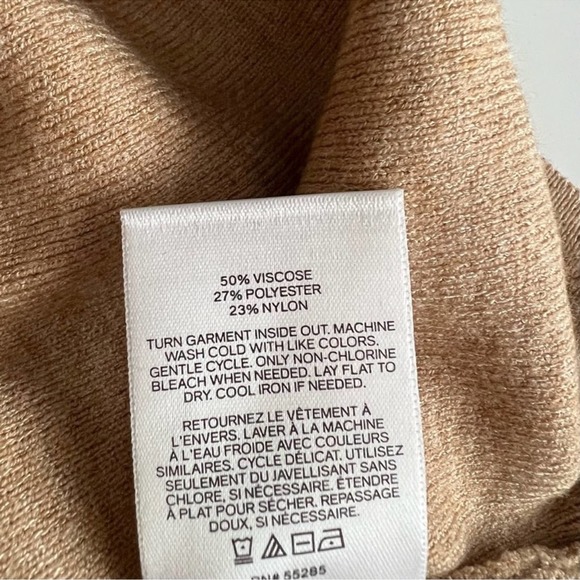 50% VISCOSE
27% POLYESTER
23% NYLON
TURN GARMENT INSIDE OUT. MACHINE
WASH COLD WITH LIKE COLORS.
GENTLE CYCLE. ONLY NON-CHLORINE
BLEACH WHEN NEEDED. LAY FLAT TO
DRY. COOL IRON IF NEEDED.
RETOURNEZ LE VÊTEMENT À
L'ENVERS. LAVER À LA MACHINE
À L'EAU FROIDE AVEC COULEURS
SIMILAIRES. CYCLE DÉLICAT. UTILISEZ
SEULEMENT DU JAVELLISANT SANS
CHLORE, SI NÉCESSAIRE. ÉTENDRE
À PLAT POUR SÉCHER. REPASSAGE
DOUX, SI NÉCESSAIRE.
RN# 55285